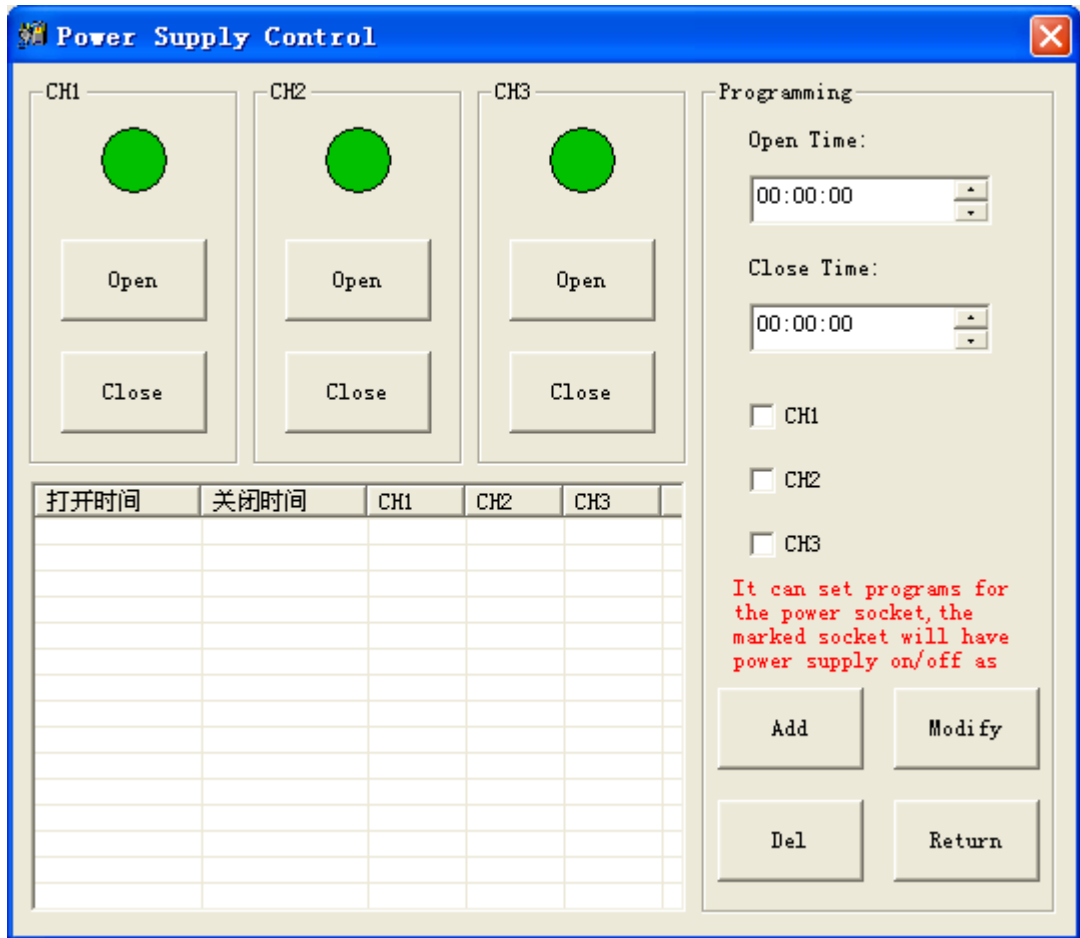 Power Supply Control
CH1
CH2
CH3
Open
Open
Open
Close
Close
Close
打开时间 关闭时间 CH1 CH2 CH3
Programming
Open Time:
00:00:00
Close Time:
00:00:00
CH1
CH2
CH3
It can set programs for
the power socket,the
marked socket will have
power supply on/off as
Add
Modify
Del
Return